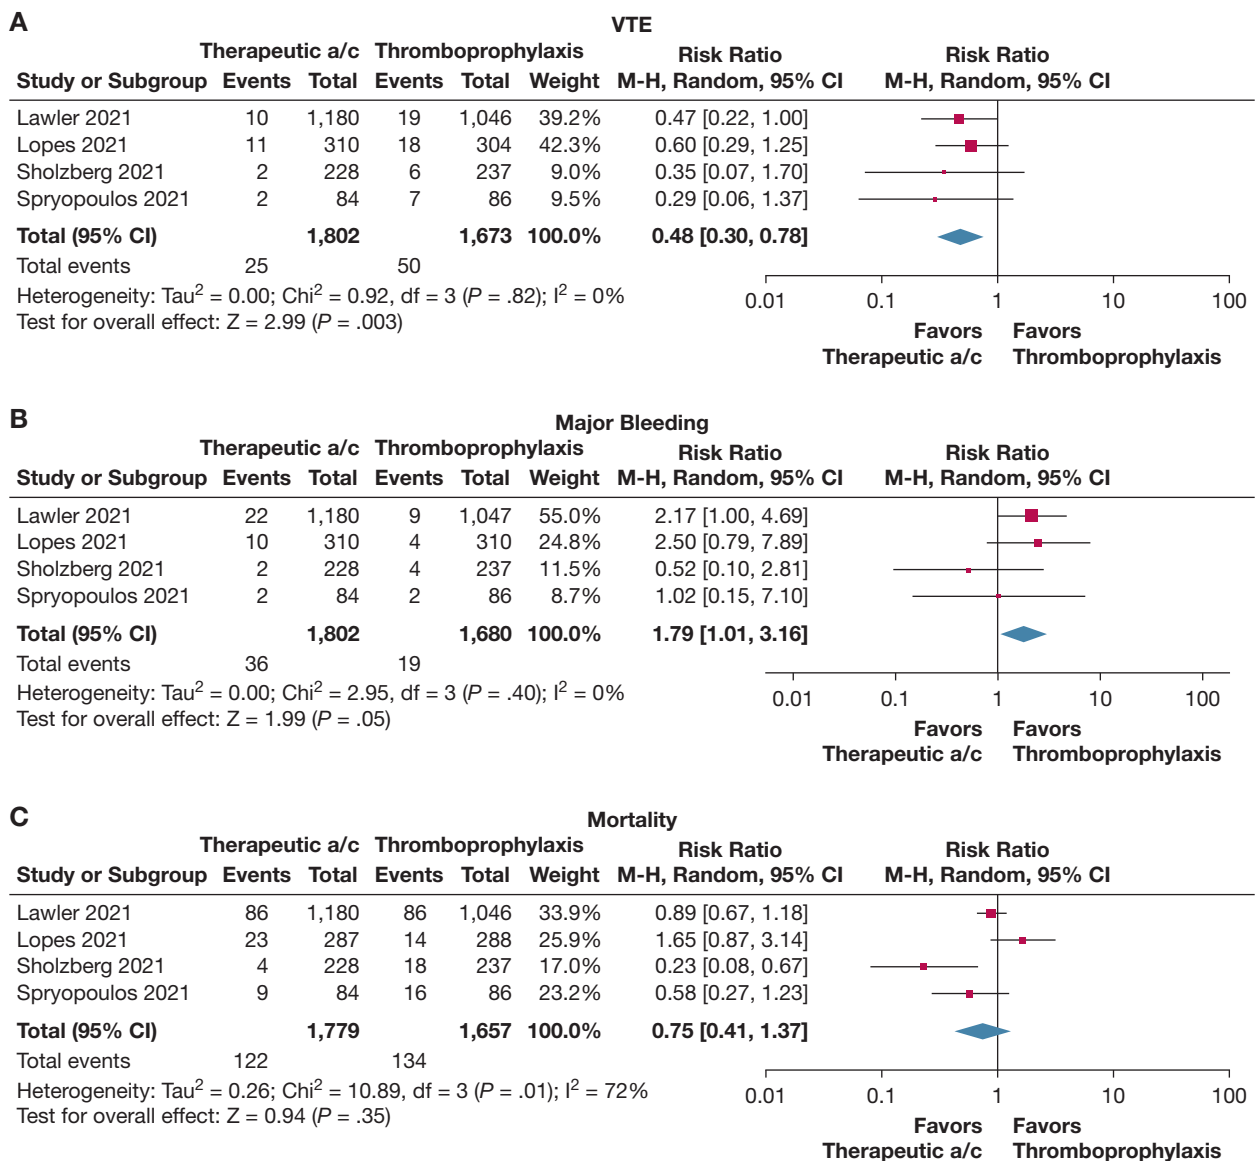 A
VTE
Therapeutic a/c Thromboprophylaxis Risk Ratio Risk Ratio
Study or Subgroup Events Total Events Total Weight M-H, Random, 95% CI M-H, Random, 95% CI
Lawler 2021 10 1,180 19 1,046 39.2% 0.47 [0.22, 1.00]
Lopes 2021 11 310 18 304 42.3% 0.60 [0.29, 1.25]
Sholzberg 2021 2 228 6 237 9.0% 0.35 [0.07, 1.70]
Spryopoulos 2021 2 84 7 86 9.5% 0.29 [0.06, 1.37]
Total (95% CI) 1,802 1,673 100.0% 0.48 [0.30, 0.78]
Total events 25 50
Heterogeneity: Tau² = 0.00; Chi² = 0.92, df = 3 (P = .82); I² = 0%
Test for overall effect: Z = 2.99 (P = .003)
0.01 0.1 1 10 100
Favors Favors
Therapeutic a/c Thromboprophylaxis
B
Major Bleeding
Therapeutic a/c Thromboprophylaxis Risk Ratio Risk Ratio
Study or Subgroup Events Total Events Total Weight M-H, Random, 95% CI M-H, Random, 95% CI
Lawler 2021 22 1,180 9 1,047 55.0% 2.17 [1.00, 4.69]
Lopes 2021 10 310 4 310 24.8% 2.50 [0.79, 7.89]
Sholzberg 2021 2 228 4 237 11.5% 0.52 [0.10, 2.81]
Spryopoulos 2021 2 84 2 86 8.7% 1.02 [0.15, 7.10]
Total (95% CI) 1,802 1,680 100.0% 1.79 [1.01, 3.16]
Total events 36 19
Heterogeneity: Tau² = 0.00; Chi² = 2.95, df = 3 (P = .40); I² = 0%
Test for overall effect: Z = 1.99 (P = .05)
0.01 0.1 1 10 100
Favors Favors
Therapeutic a/c Thromboprophylaxis
C
Mortality
Therapeutic a/c Thromboprophylaxis Risk Ratio Risk Ratio
Study or Subgroup Events Total Events Total Weight M-H, Random, 95% CI M-H, Random, 95% CI
Lawler 2021 86 1,180 86 1,046 33.9% 0.89 [0.67, 1.18]
Lopes 2021 23 287 14 288 25.9% 1.65 [0.87, 3.14]
Sholzberg 2021 4 228 18 237 17.0% 0.23 [0.08, 0.67]
Spryopoulos 2021 9 84 16 86 23.2% 0.58 [0.27, 1.23]
Total (95% CI) 1,779 1,657 100.0% 0.75 [0.41, 1.37]
Total events 122 134
Heterogeneity: Tau² = 0.26; Chi² = 10.89, df = 3 (P = .01); I² = 72%
Test for overall effect: Z = 0.94 (P = .35)
0.01 0.1 1 10 100
Favors Favors
Therapeutic a/c Thromboprophylaxis